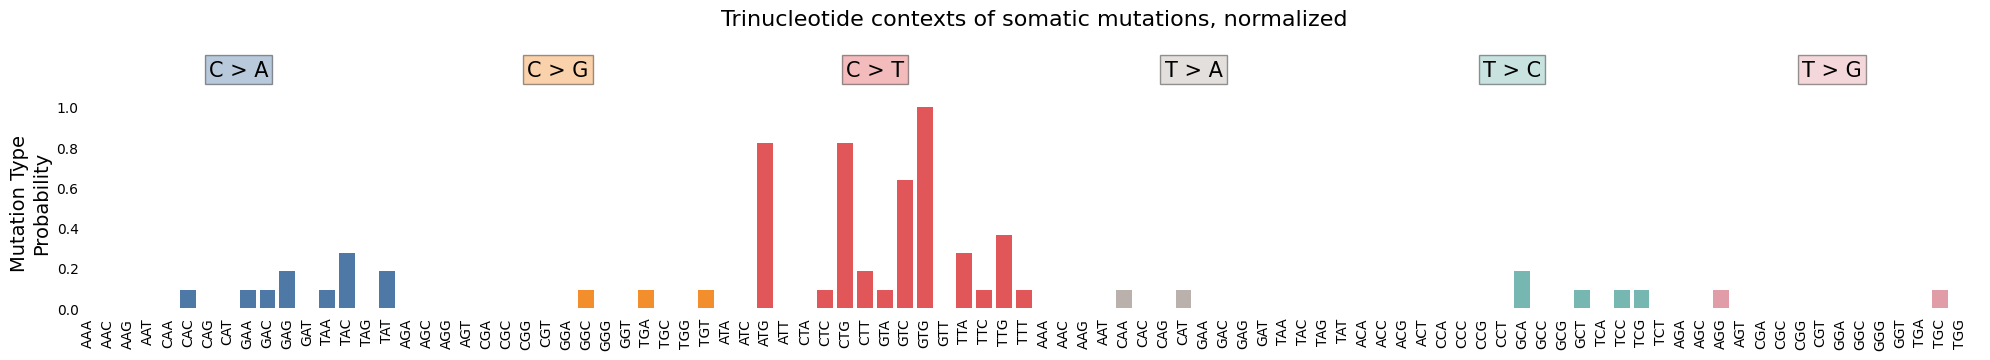 Trinucleotide contexts of somatic mutations, normalized
C > A C > G C > T T > A T > C T > G
Mutation Type
Probability
1.0
0.8
0.6
0.4
0.2
0.0
AAA AAC AAG AAT CAA CAC CAG CAT GAA GAC GAG GAT TAA TAC TAG TAT AGA AGC AGG AGT CGA CGC CGG CGT GGA GGC GGG GGT TGA TGC TGG TGT ATA ATC ATG ATT CTA CTC CTG CTT GTA GTC GTG GTT TTA TTC TTG TTT AAA AAC AAG AAT CAA CAC CAG CAT GAA GAC GAG GAT TAA TAC TAG TAT ACA ACC ACG ACT CCA CCC CCG CCT GCA GCC GCG GCT TCA TCC TCG TCT AGA AGC AGG AGT CGA CGC CGG CGT GGA GGC GGG GGT TGA TGC TGG